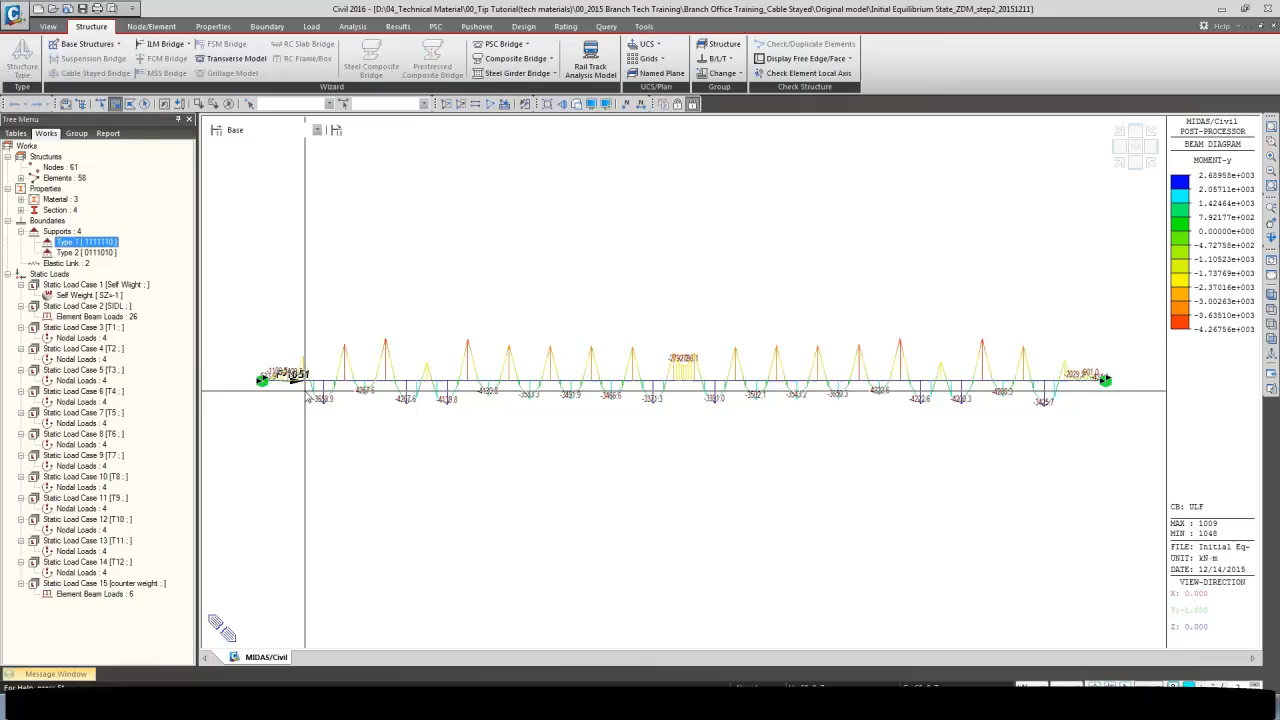 Civil 2016 - [D:\04_Technical Material\00_Tip Tutorial(tech materials)\00_2015 Branch Tech Training\Branch Office Training_Cable Stayed\Original model\Initial Equilibrium State_ZDM_step2_20151211]
View Structure Node/Element Properties Boundary Load Analysis Results PSC Pushover Design Rating Query Tools Help
Base Structures ILM Bridge FSM Bridge RC Slab Bridge PSC Bridge UCS Structure Check/Duplicate Elements
Suspension Bridge FCM Bridge Transverse Model RC Frame/Box Composite Bridge Grids B/L/T Display Free Edge/Face
Cable Stayed Bridge MSS Bridge Grillage Model Steel Girder Bridge Named Plane Change Check Element Local Axis
Structure Type
Steel Composite Bridge
Prestressed Composite Bridge
Rail Track Analysis Model
Type Wizard UCS/Plan Group Check Structure
Tree Menu
Tables Works Group Report
Works
Structures
Nodes : 61
Elements : 58
Properties
Material : 3
Section : 4
Boundaries
Supports : 4
Type 1 [ 1111110 ]
Type 2 [ 0111010 ]
Elastic Link : 2
Static Loads
Static Load Case 1 [Self Wiight ; ]
Self Weight [ SZ=-1 ]
Static Load Case 2 [SIDL ; ]
Element Beam Loads : 26
Static Load Case 3 [T1 ; ]
Nodal Loads : 4
Static Load Case 4 [T2 ; ]
Nodal Loads : 4
Static Load Case 5 [T3 ; ]
Nodal Loads : 4
Static Load Case 6 [T4 ; ]
Nodal Loads : 4
Static Load Case 7 [T5 ; ]
Nodal Loads : 4
Static Load Case 8 [T6 ; ]
Nodal Loads : 4
Static Load Case 9 [T7 ; ]
Nodal Loads : 4
Static Load Case 10 [T8 ; ]
Nodal Loads : 4
Static Load Case 11 [T9 ; ]
Nodal Loads : 4
Static Load Case 12 [T10 ; ]
Nodal Loads : 4
Static Load Case 13 [T11 ; ]
Nodal Loads : 4
Static Load Case 14 [T12 ; ]
Nodal Loads : 4
Static Load Case 15 [counter weight ; ]
Element Beam Loads : 6
Message Window
Base
MIDAS/Civil
MIDAS/Civil
POST-PROCESSOR
BEAM DIAGRAM
MOMENT-y
2.68958e+003
2.05711e+003
1.42464e+003
7.92177e+002
0.00000e+000
-4.72758e+002
-1.10523e+003
-1.73769e+003
-2.37016e+003
-3.00263e+003
-3.63510e+003
-4.26756e+003
CB: ULF
MAX : 1009
MIN : 1048
FILE: Initial Eq~
UNIT: kN·m
DATE: 12/14/2015
VIEW-DIRECTION
X: 0.000
Y:-1.000
Z: 0.000